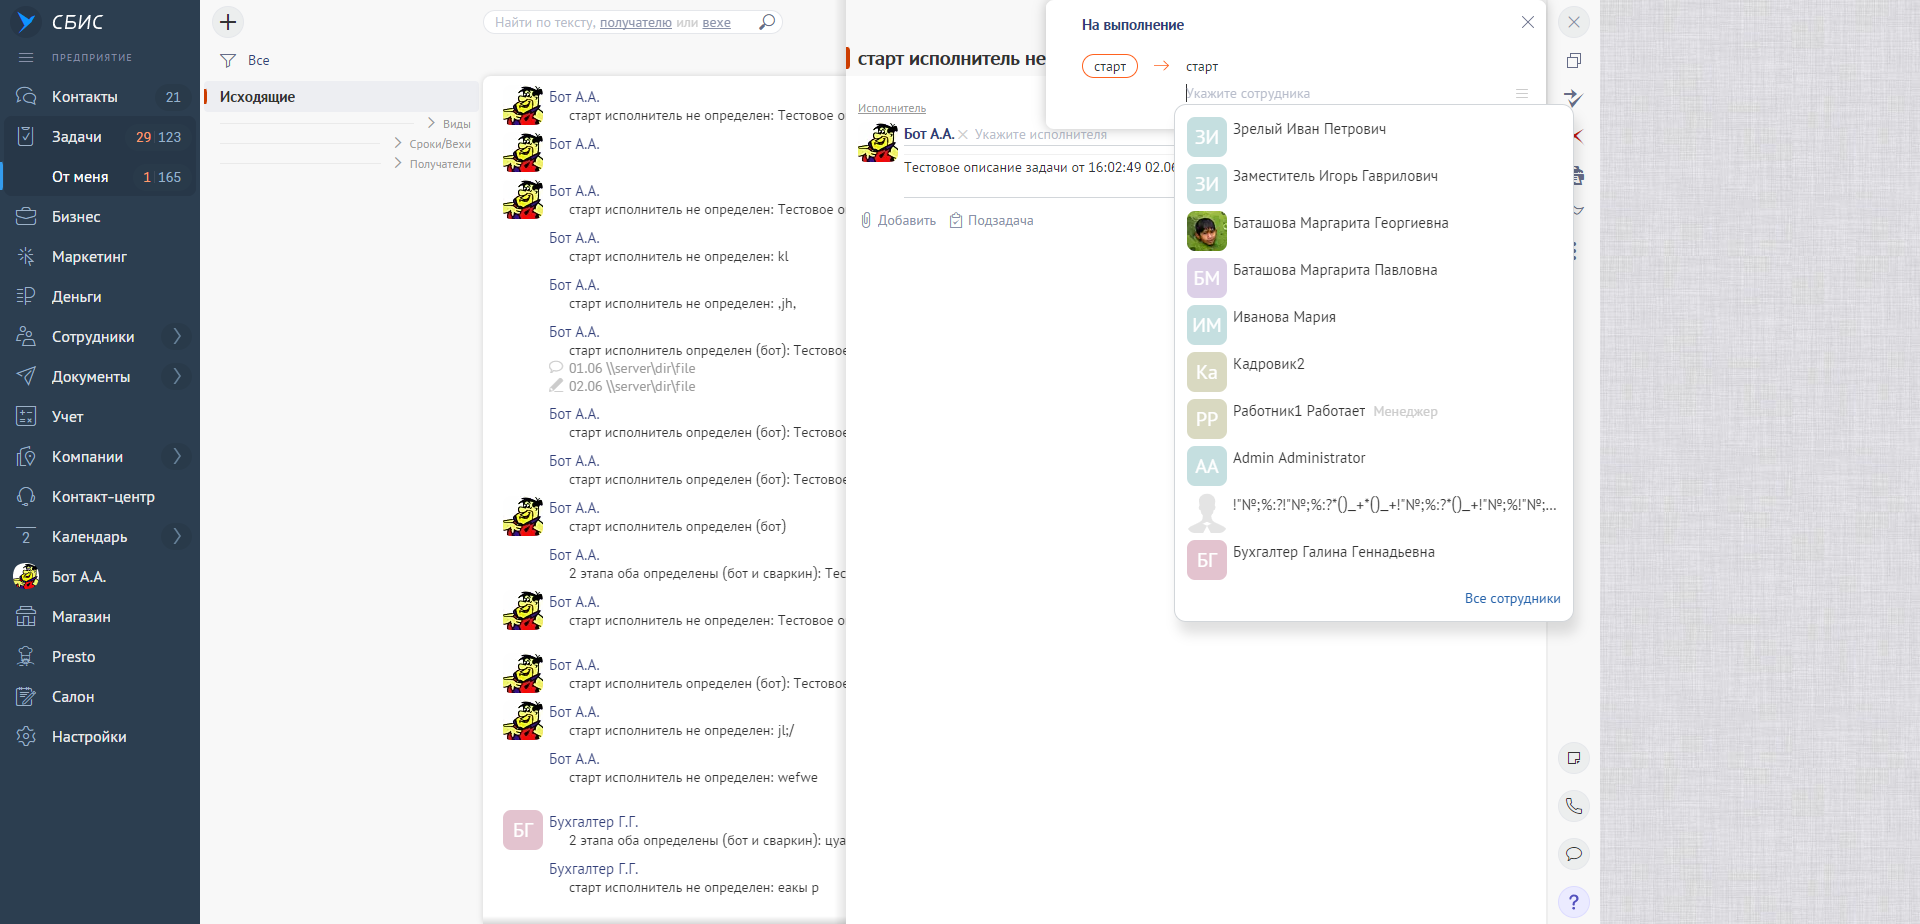 СБИС
ПРЕДПРИЯТИЕ
Контакты 21
Задачи 29 123
От меня 1 165
Бизнес
Маркетинг
Деньги
Сотрудники
Документы
Учет
Компании
Контакт-центр
2 Календарь
Бот А.А.
Магазин
Presto
Салон
Настройки
Найти по тексту, получателю или вехе
Все
Исходящие
Виды
Сроки/Вехи
Получатели
Бот А.А.
старт исполнитель не определен: Тестовое о
Бот А.А.
Бот А.А.
старт исполнитель не определен: Тестовое о
Бот А.А.
старт исполнитель не определен: kl
Бот А.А.
старт исполнитель не определен: ,jh,
Бот А.А.
старт исполнитель определен (бот): Тестовое
01.06 \\server\dir\file
02.06 \\server\dir\file
Бот А.А.
старт исполнитель определен (бот): Тестовое
Бот А.А.
старт исполнитель определен (бот): Тестовое
Бот А.А.
старт исполнитель определен (бот)
Бот А.А.
2 этапа оба определены (бот и сваркин): Тес
Бот А.А.
старт исполнитель не определен: Тестовое о
Бот А.А.
старт исполнитель определен (бот): Тестовое
Бот А.А.
старт исполнитель не определен: jl;/
Бот А.А.
старт исполнитель не определен: wefwe
БГ
Бухгалтер Г.Г.
2 этапа оба определены (бот и сваркин): цуа
Бухгалтер Г.Г.
старт исполнитель не определен: еакы р
старт исполнитель не
Исполнитель
Бот А.А. Укажите исполнителя
Тестовое описание задачи от 16:02:49 02.06
Добавить Подзадача
На выполнение
старт старт
Укажите сотрудника
ЗИ Зрелый Иван Петрович
ЗИ Заместитель Игорь Гаврилович
Баташова Маргарита Георгиевна
БМ Баташова Маргарита Павловна
ИМ Иванова Мария
Ка Кадровик2
РР Работник1 Работает Менеджер
AA Admin Administrator
!"№;%:?!"№;%:?*()_+*()_+!"№;%:?*()_+!"№;%!"№;...
БГ Бухгалтер Галина Геннадьевна
Все сотрудники
?